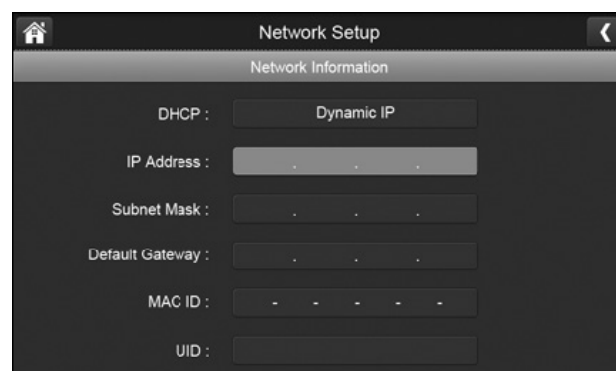 Network Setup
Network Information
DHCP : Dynamic IP
IP Address : . . .
Subnet Mask : . . .
Default Gateway : . . .
MAC ID : - - - - -
UID :